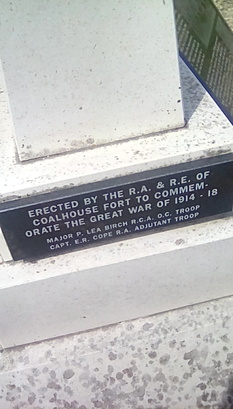 ERECTED BY THE R.A. & R.E. OF
COALHOUSE FORT TO COMMEM-
ORATE THE GREAT WAR OF 1914 - 18
MAJOR P. LEA BIRCH R.G.A. O.C. TROOP
CAPT. E.R. COPE R.A. ADJUTANT TROOP